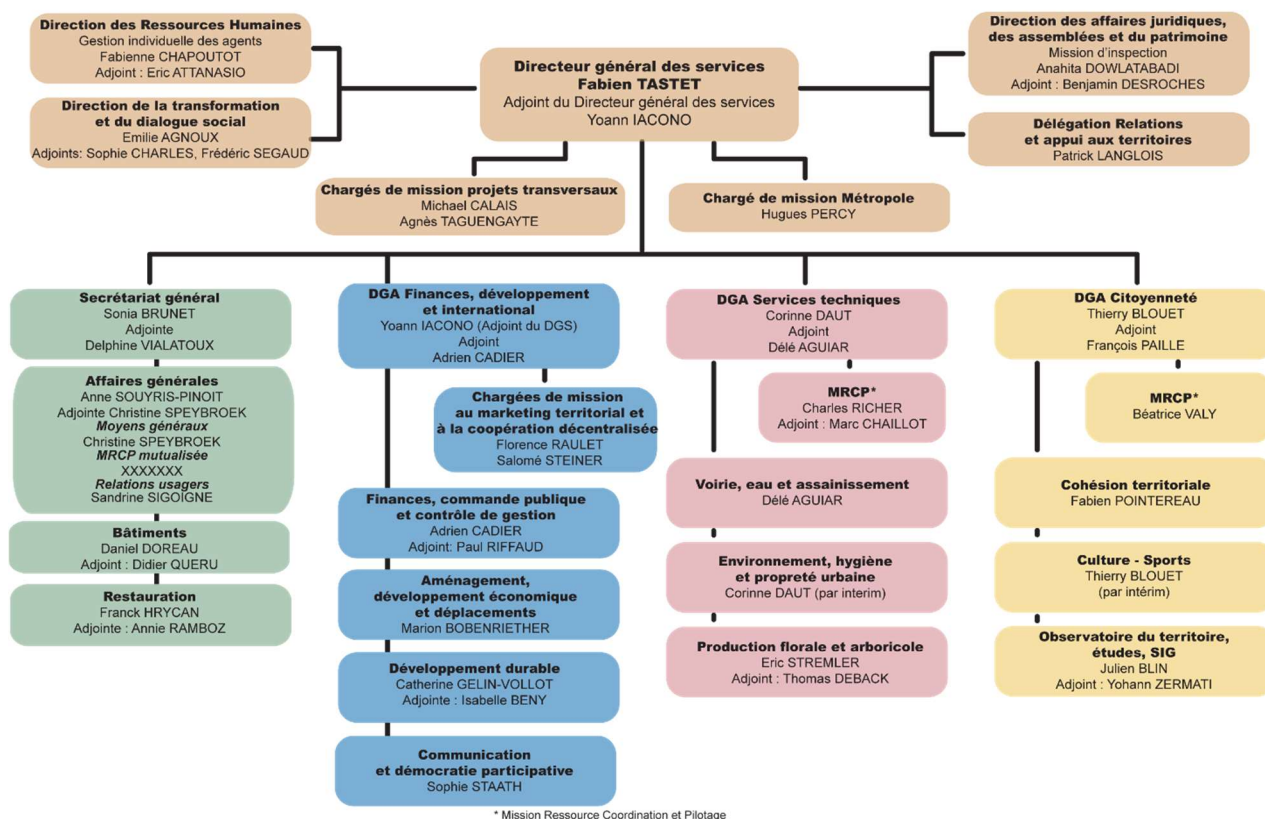 Direction des Ressources Humaines
Gestion individuelle des agents
Fabienne CHAPOUTOT
Adjoint : Eric ATTANASIO
Direction de la transformation
et du dialogue social
Emilie AGNOUX
Adjoints: Sophie CHARLES, Frédéric SEGAUD
Directeur général des services
Fabien TASTET
Adjoint du Directeur général des services
Yoann IACONO
Direction des affaires juridiques,
des assemblées et du patrimoine
Mission d'inspection
Anahita DOWLATABADI
Adjoint : Benjamin DESROCHES
Délégation Relations
et appui aux territoires
Patrick LANGLOIS
Chargés de mission projets transversaux
Michael CALAIS
Agnès TAGUENGAYTE
Chargé de mission Métropole
Hugues PERCY
Secrétariat général
Sonia BRUNET
Adjointe
Delphine VIALATOUX
Affaires générales
Anne SOUYRIS-PINOIT
Adjointe Christine SPEYBROEK
Moyens généraux
Christine SPEYBROEK
MRCP mutualisée
XXXXXXX
Relations usagers
Sandrine SIGOIGNE
Bâtiments
Daniel DOREAU
Adjoint : Didier QUERU
Restauration
Franck HRYCAN
Adjointe : Annie RAMBOZ
DGA Finances, développement
et international
Yoann IACONO (Adjoint du DGS)
Adjoint
Adrien CADIER
Chargées de mission
au marketing territorial et
à la coopération décentralisée
Florence RAULET
Salomé STEINER
Finances, commande publique
et contrôle de gestion
Adrien CADIER
Adjoint: Paul RIFFAUD
Aménagement,
développement économique
et déplacements
Marion BOBENRIETHER
Développement durable
Catherine GELIN-VOLLOT
Adjointe : Isabelle BENY
Communication
et démocratie participative
Sophie STAATH
DGA Services techniques
Corinne DAUT
Adjoint
Délé AGUIAR
MRCP*
Charles RICHER
Adjoint : Marc CHAILLOT
Voirie, eau et assainissement
Délé AGUIAR
Environnement, hygiène
et propreté urbaine
Corinne DAUT (par interim)
Production florale et arboricole
Eric STREMLER
Adjoint : Thomas DEBACK
DGA Citoyenneté
Thierry BLOUET
Adjoint
François PAILLE
MRCP*
Béatrice VALY
Cohésion territoriale
Fabien POINTEREAU
Culture - Sports
Thierry BLOUET
(par intérim)
Observatoire du territoire,
études, SIG
Julien BLIN
Adjoint : Yohann ZERMATI
* Mission Ressource Coordination et Pilotage